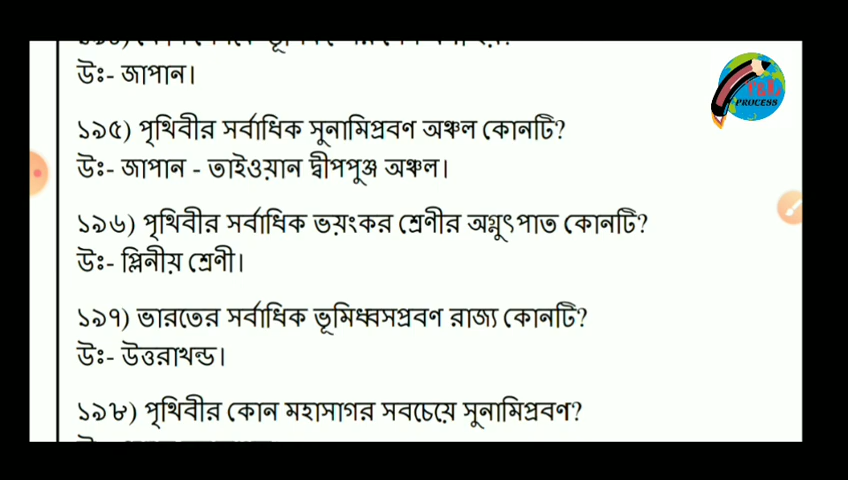 উঃ- জাপান।
১৯৫) পৃথিবীর সর্বাধিক সুনামিপ্রবণ অঞ্চল কোনটি?
উঃ- জাপান - তাইওয়ান দ্বীপপুঞ্জ অঞ্চল।
১৯৬) পৃথিবীর সর্বাধিক ভয়ংকর শ্রেণীর অগ্নুৎপাত কোনটি?
উঃ- প্লিনীয় শ্রেণী।
১৯৭) ভারতের সর্বাধিক ভূমিধ্বসপ্রবণ রাজ্য কোনটি?
উঃ- উত্তরাখন্ড।
১৯৮) পৃথিবীর কোন মহাসাগর সবচেয়ে সুনামিপ্রবণ?
PROCESS